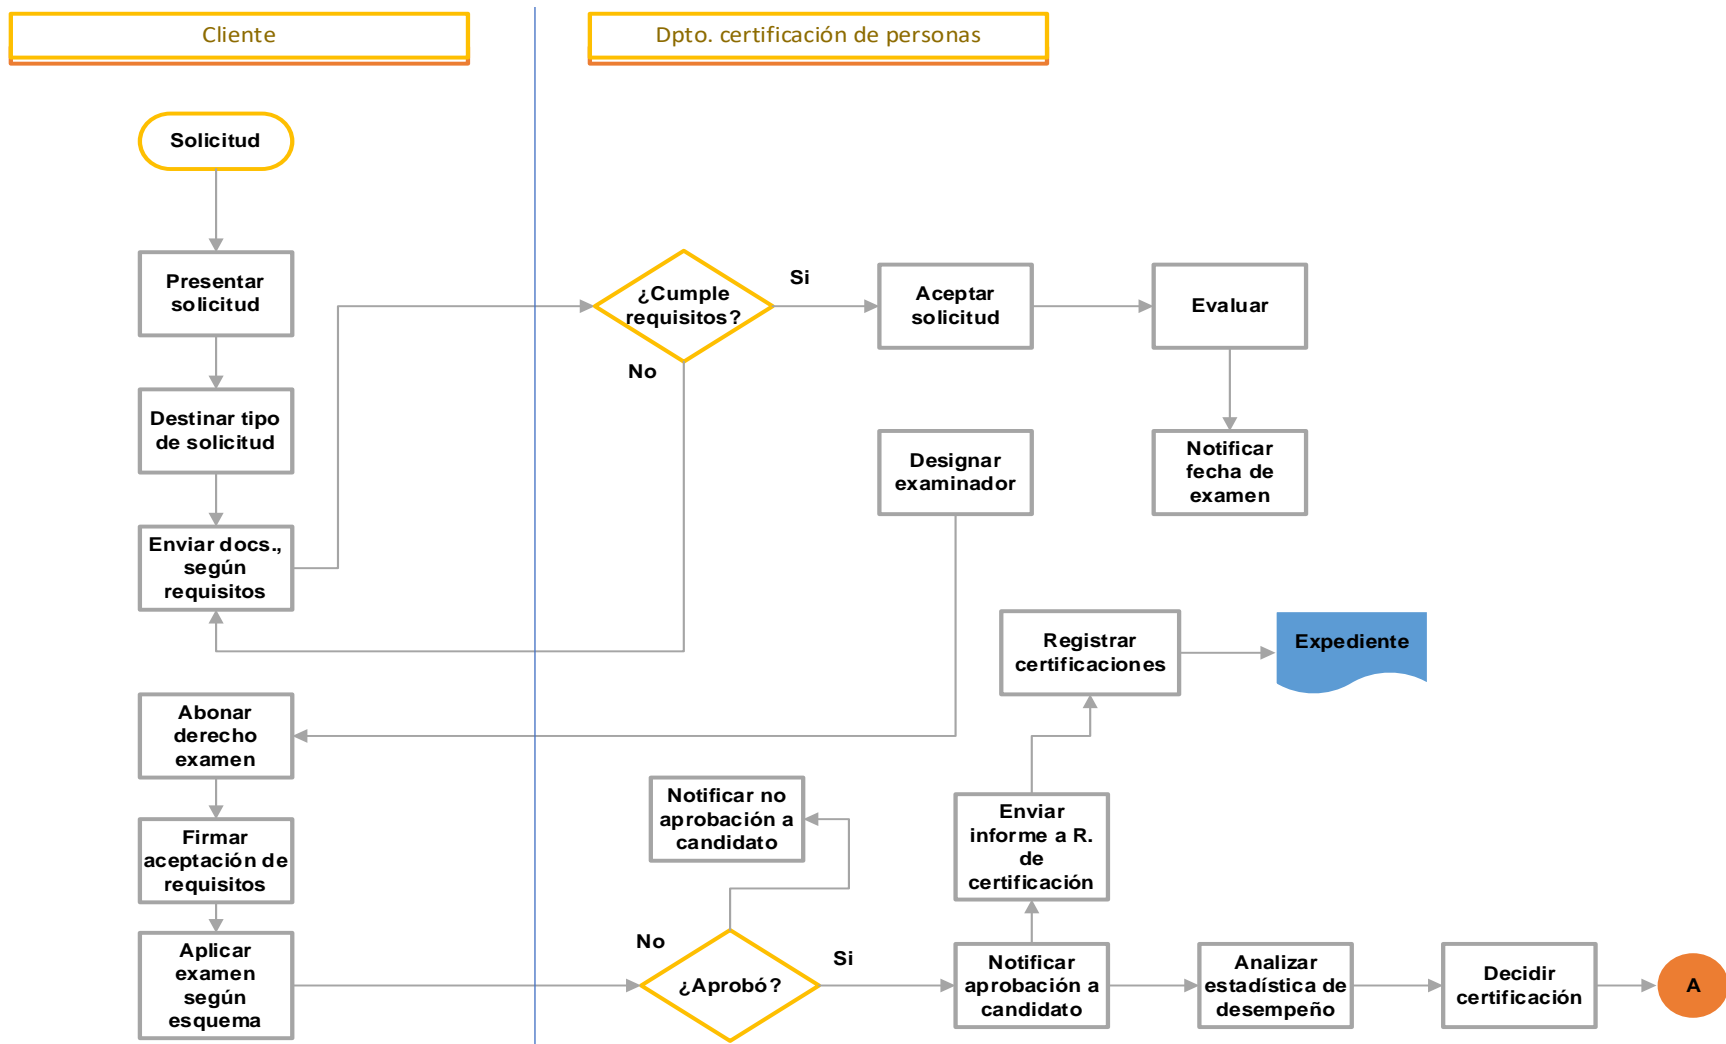 Cliente
Dpto. certificación de personas
Solicitud
Presentar
solicitud
Destinar tipo
de solicitud
Enviar docs.,
según
requisitos
¿Cumple
requisitos?
Si
No
Aceptar
solicitud
Evaluar
Notificar
fecha de
examen
Designar
examinador
Registrar
certificaciones
Expediente
Abonar
derecho
examen
Firmar
aceptación de
requisitos
Aplicar
examen
según
esquema
Notificar no
aprobación a
candidato
No
¿Aprobó?
Si
Enviar
informe a R.
de
certificación
Notificar
aprobación a
candidato
Analizar
estadística de
desempeño
Decidir
certificación
A